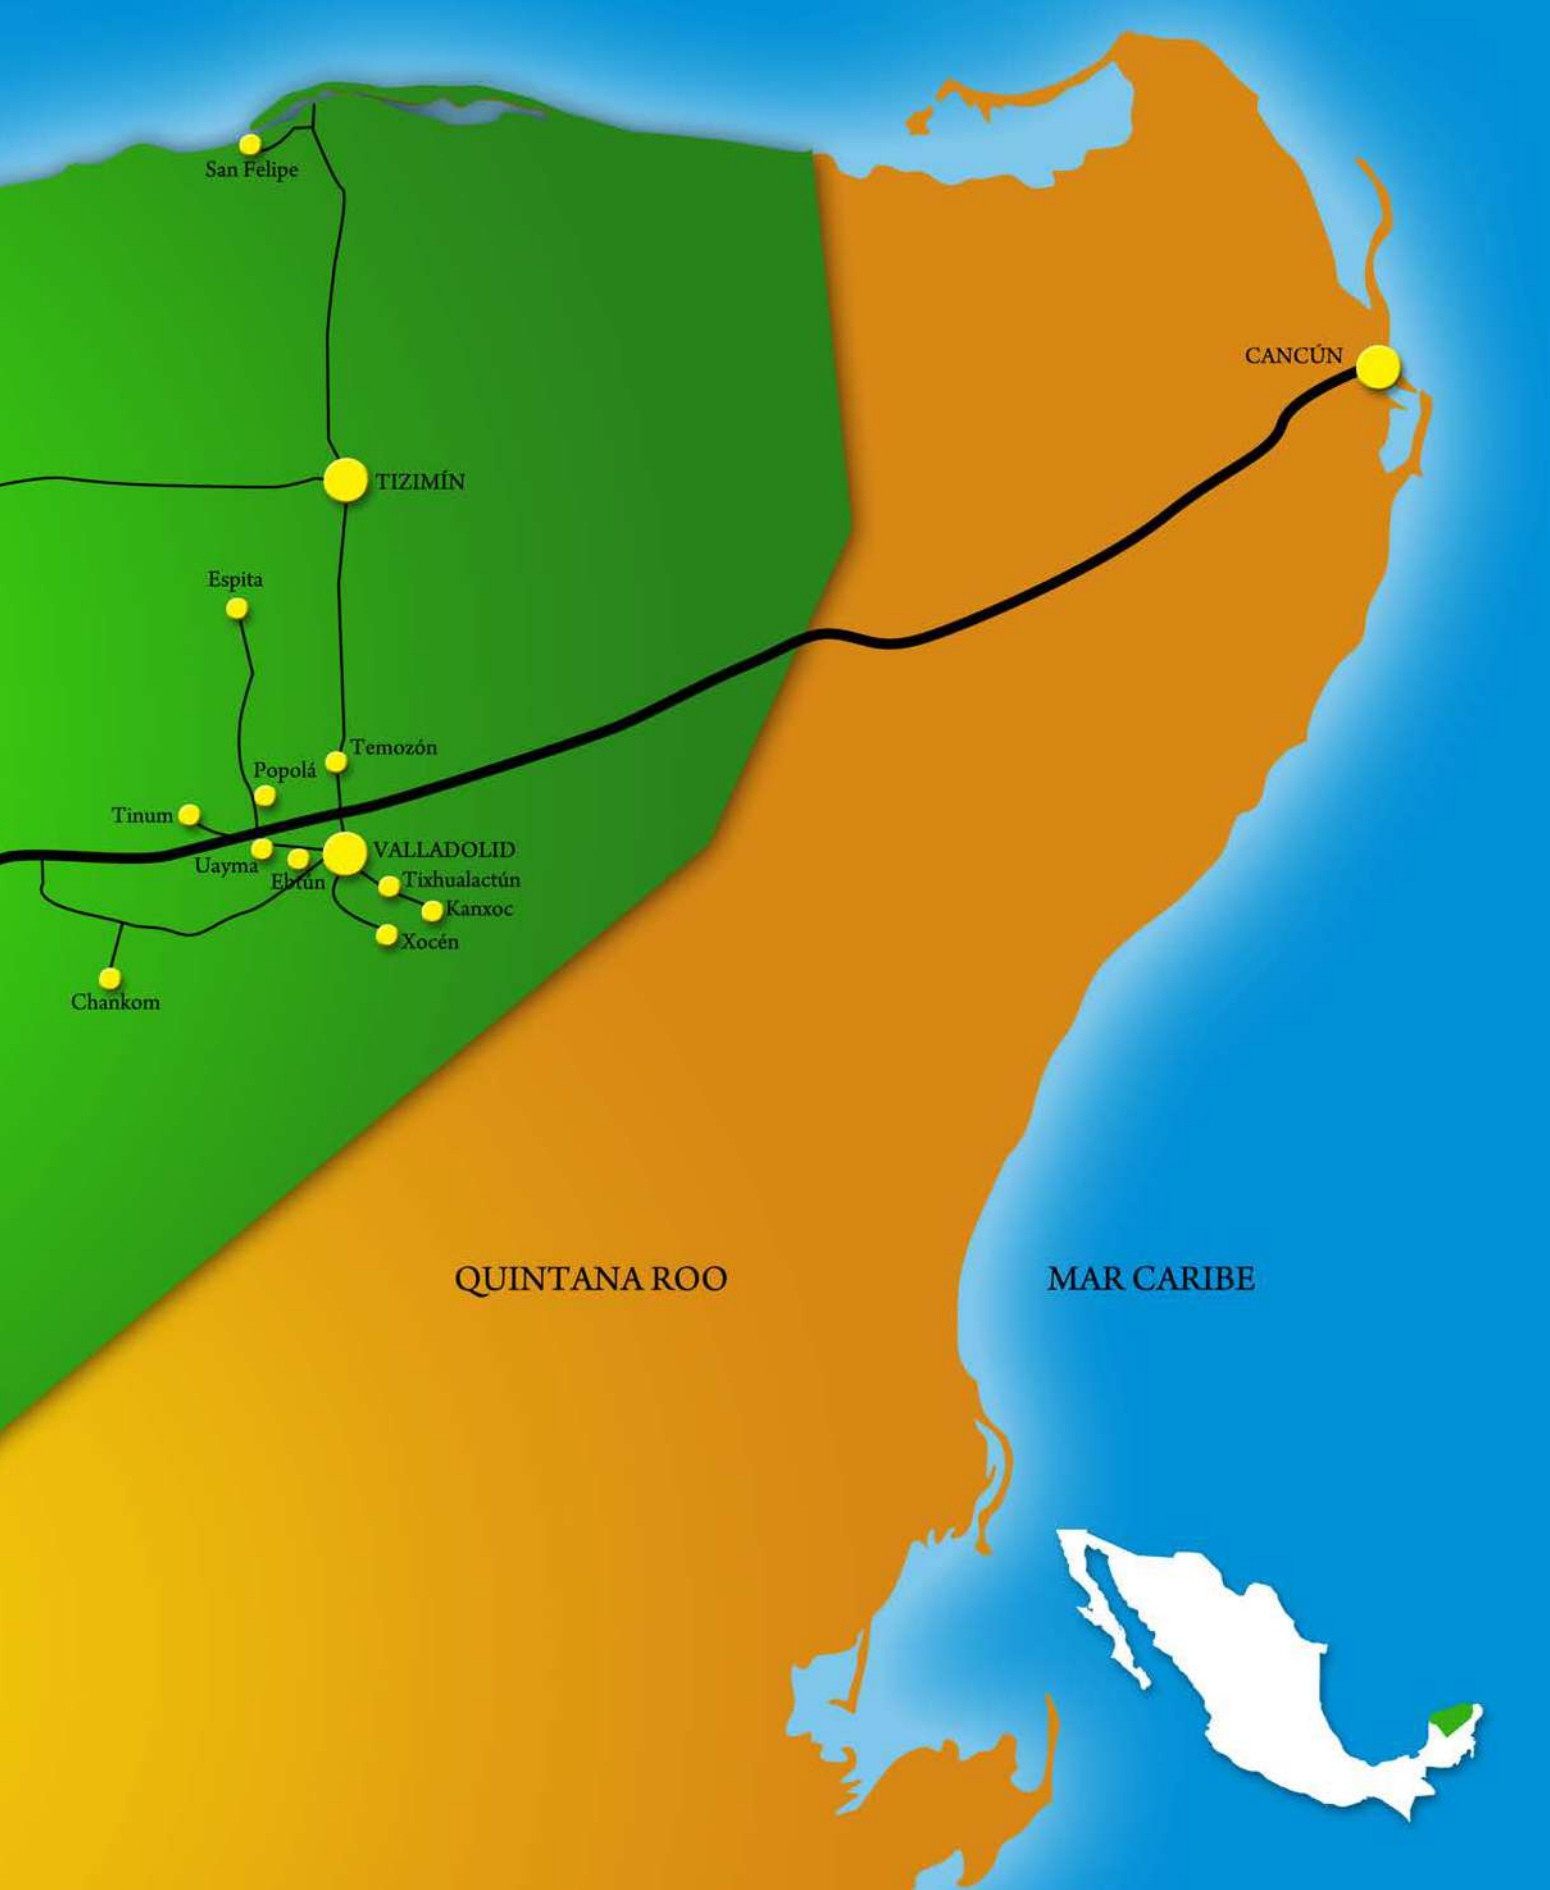 San Felipe
CANCÚN
TIZIMÍN
Espita
Temozón
Popolá
Tinum
VALLADOLID
Uayma
Ebtún
Tixhualactún
Kanxoc
Xocén
Chankom
QUINTANA ROO
MAR CARIBE